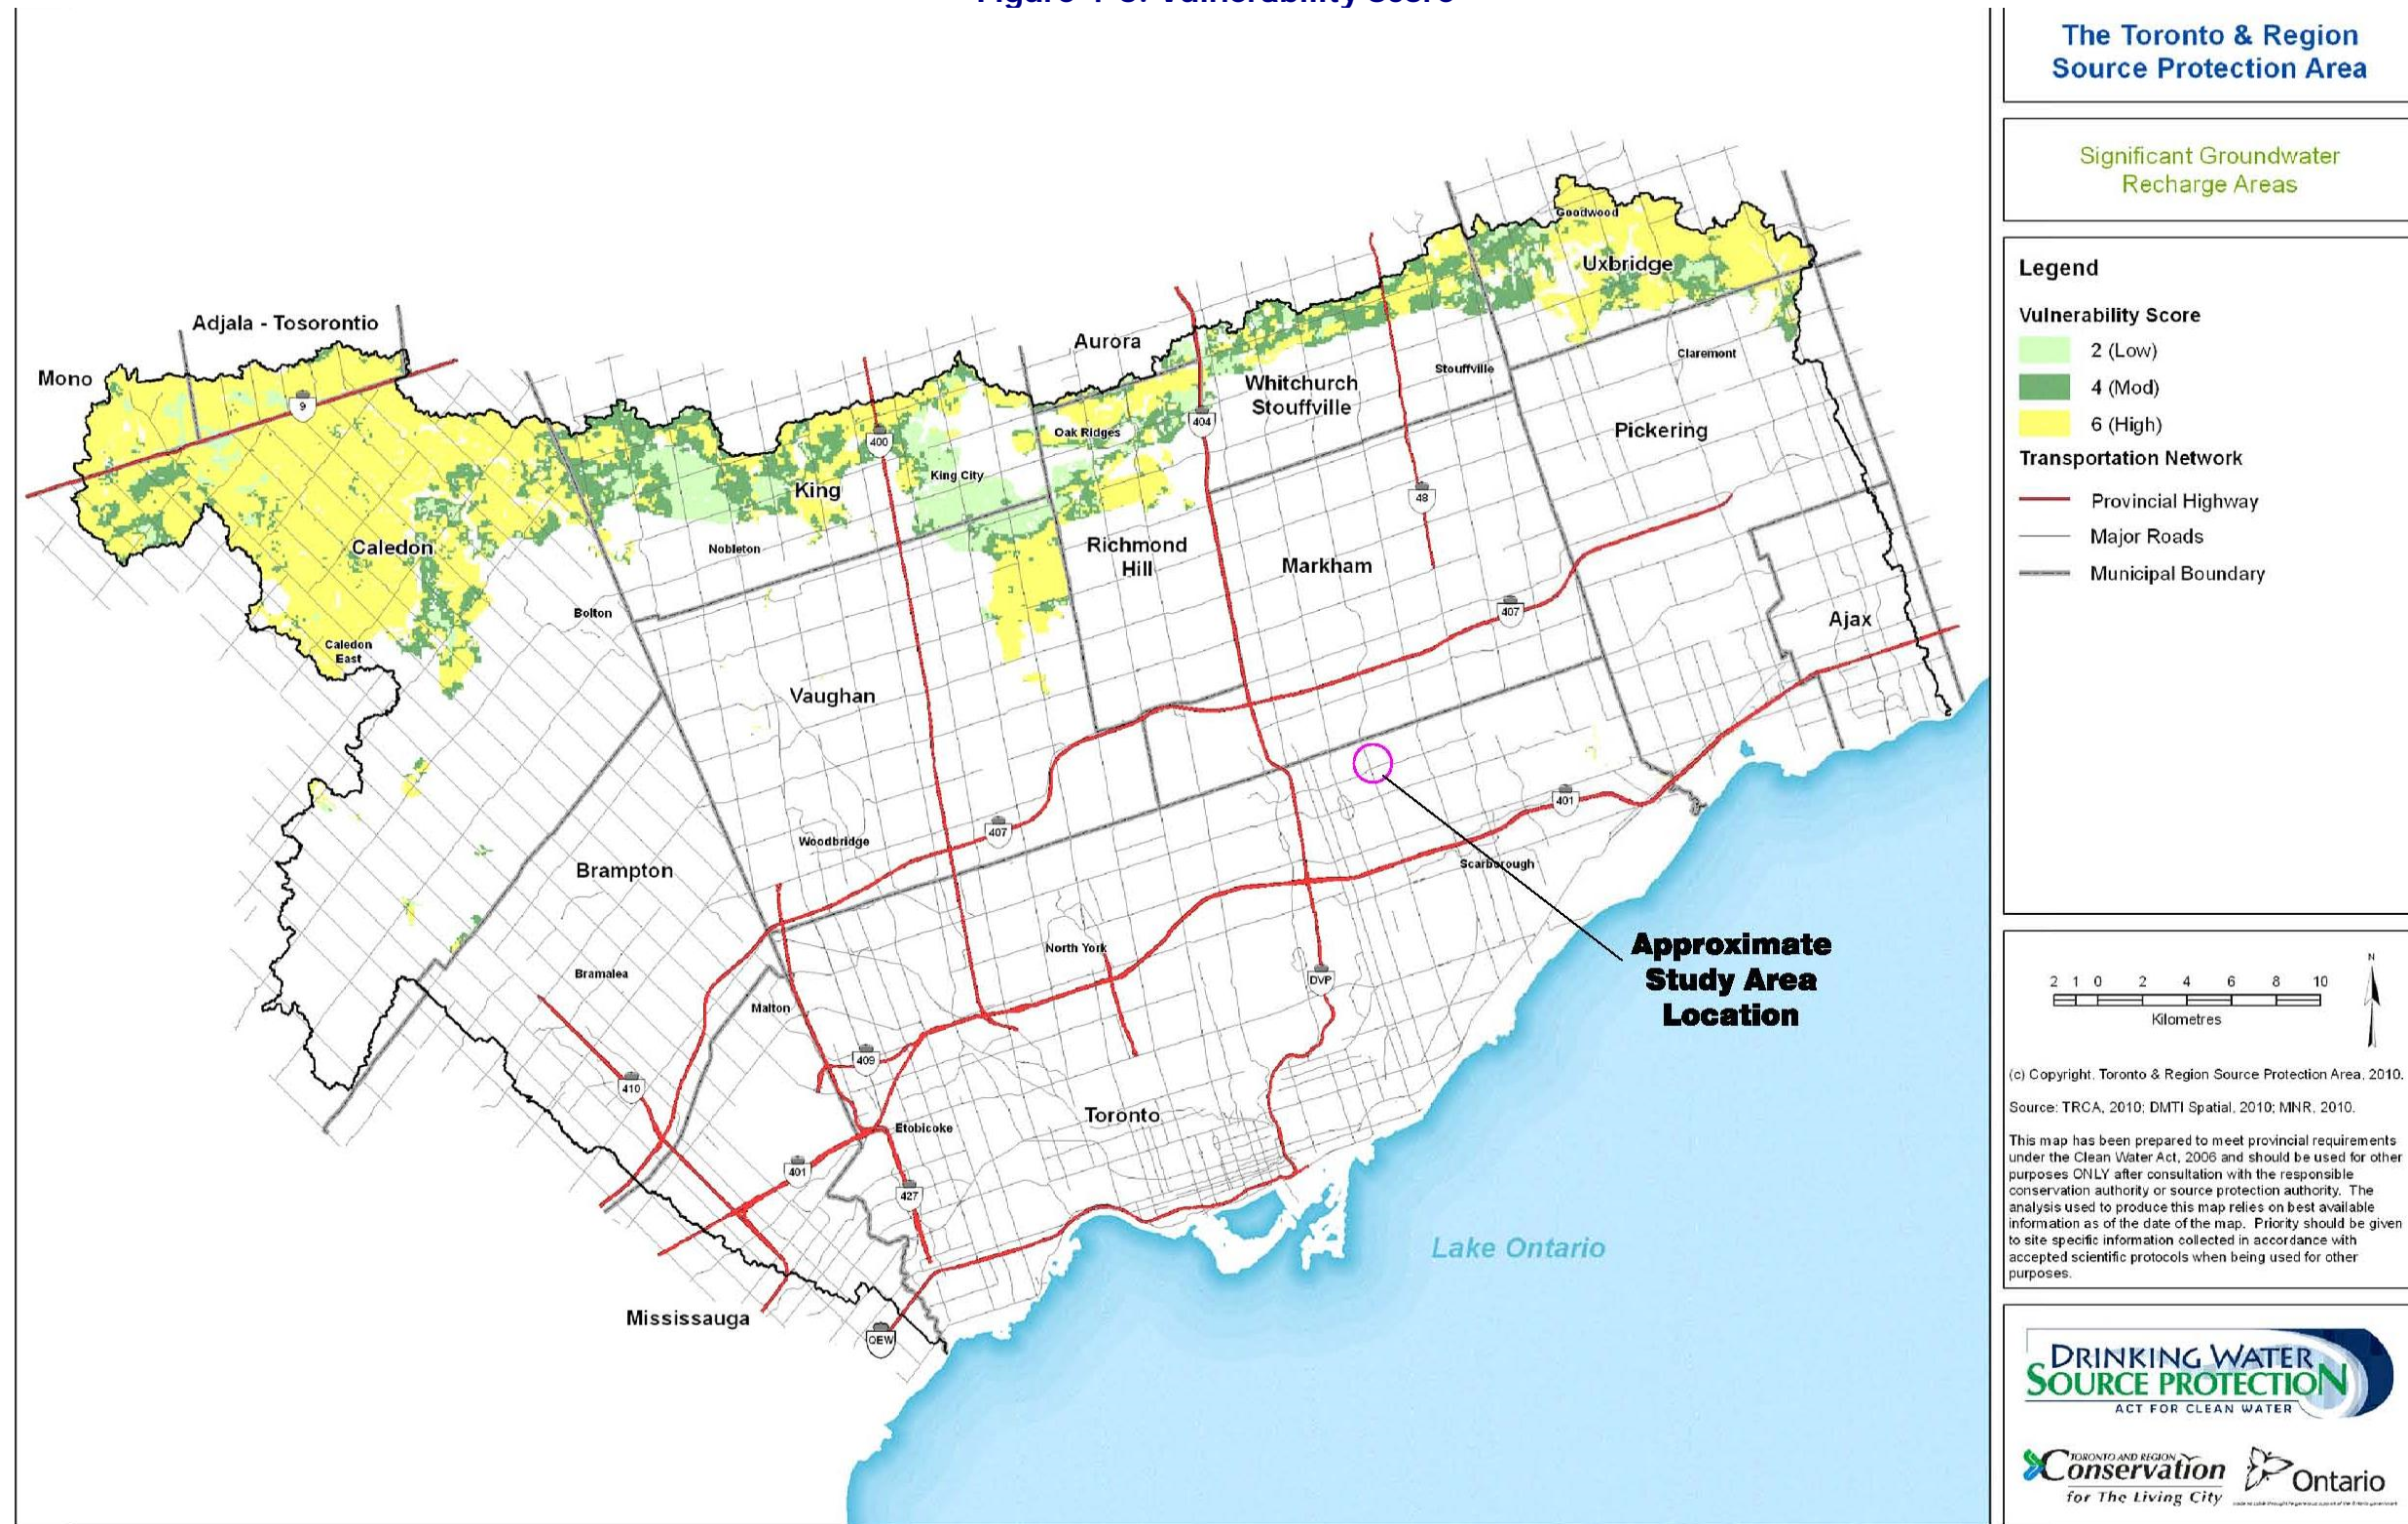 The Toronto & Region
Source Protection Area
Significant Groundwater
Recharge Areas
Legend
Vulnerability Score
2 (Low)
4 (Mod)
6 (High)
Transportation Network
Provincial Highway
Major Roads
Municipal Boundary
Goodwood
Uxbridge
Adjala - Tosorontio
Mono
9
Aurora
Claremont
Stouffville
Whitchurch
Stouffville
404
Pickering
Oak Ridges
400
King City
King
48
Caledon
Nobleton
Richmond
Hill
Markham
407
Bolton
Ajax
Caledon
East
Vaughan
401
Woodbridge
407
Brampton
Scarborough
Approximate
Study Area
Location
North York
Bramalea
DVP
Malton
409
410
Toronto
Etobicoke
401
427
Lake Ontario
Mississauga
QEW
N
2 1 0 2 4 6 8 10
Kilometres
(c) Copyright, Toronto & Region Source Protection Area, 2010.
Source: TRCA, 2010; DMTI Spatial, 2010; MNR, 2010.
This map has been prepared to meet provincial requirements
under the Clean Water Act, 2006 and should be used for other
purposes ONLY after consultation with the responsible
conservation authority or source protection authority. The
analysis used to produce this map relies on best available
information as of the date of the map. Priority should be given
to site specific information collected in accordance with
accepted scientific protocols when being used for other
purposes.
DRINKING WATER
SOURCE PROTECTION
ACT FOR CLEAN WATER
TORONTO AND REGION
Conservation
for The Living City
Ontario